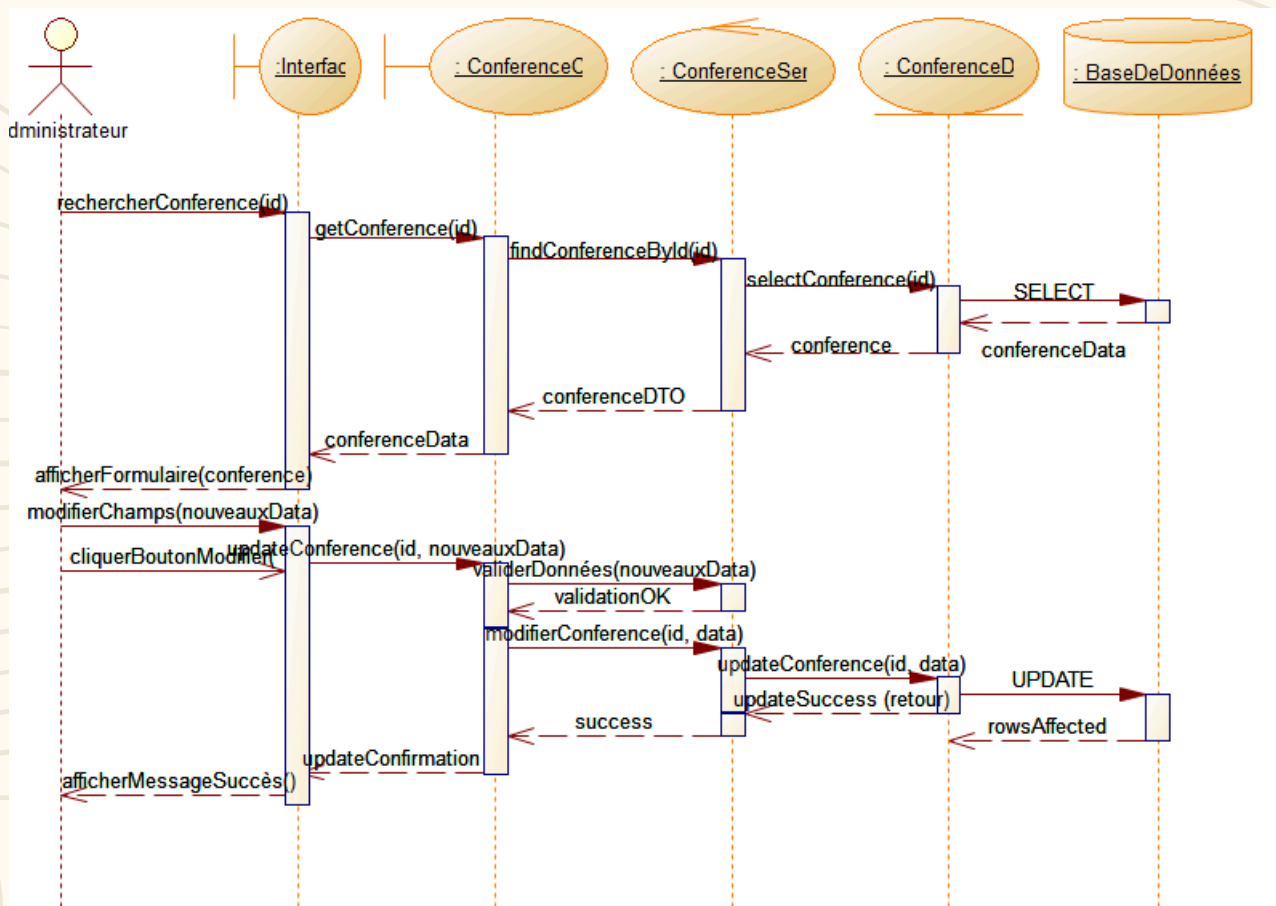 :Interfac
: ConferenceC
: ConferenceSer
: ConferenceD
: BaseDeDonnées
dministrateur
rechercherConference(id)
getConference(id)
findConferenceById(id)
selectConference(id)
SELECT
conferenceData
conference
conferenceDTO
conferenceData
afficherFormulaire(conference)
modifierChamps(nouveauxData)
updateConference(id, nouveauxData)
cliquerBoutonModifier(
validerDonnées(nouveauxData)
validationOK
modifierConference(id, data)
updateConference(id, data)
UPDATE
updateSuccess (retour)
success
rowsAffected
updateConfirmation
afficherMessageSuccès()